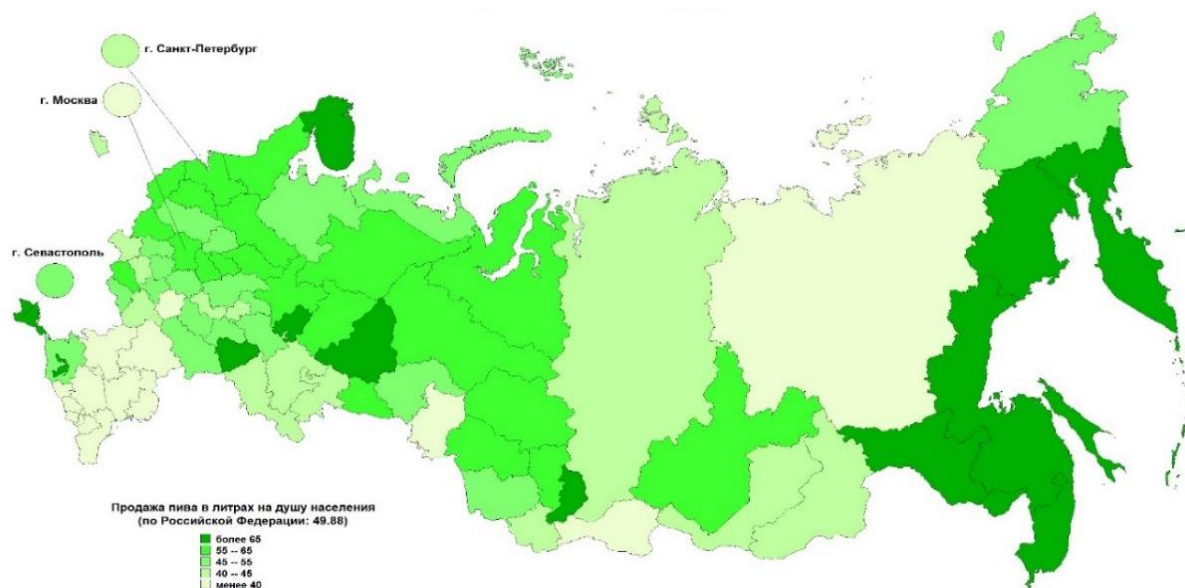 г. Санкт-Петербург
г. Москва
г. Севастополь
Продажа пива в литрах на душу населения
(по Российской Федерации: 49.88)
более 65
55 -- 65
45 -- 55
40 -- 45
менее 40